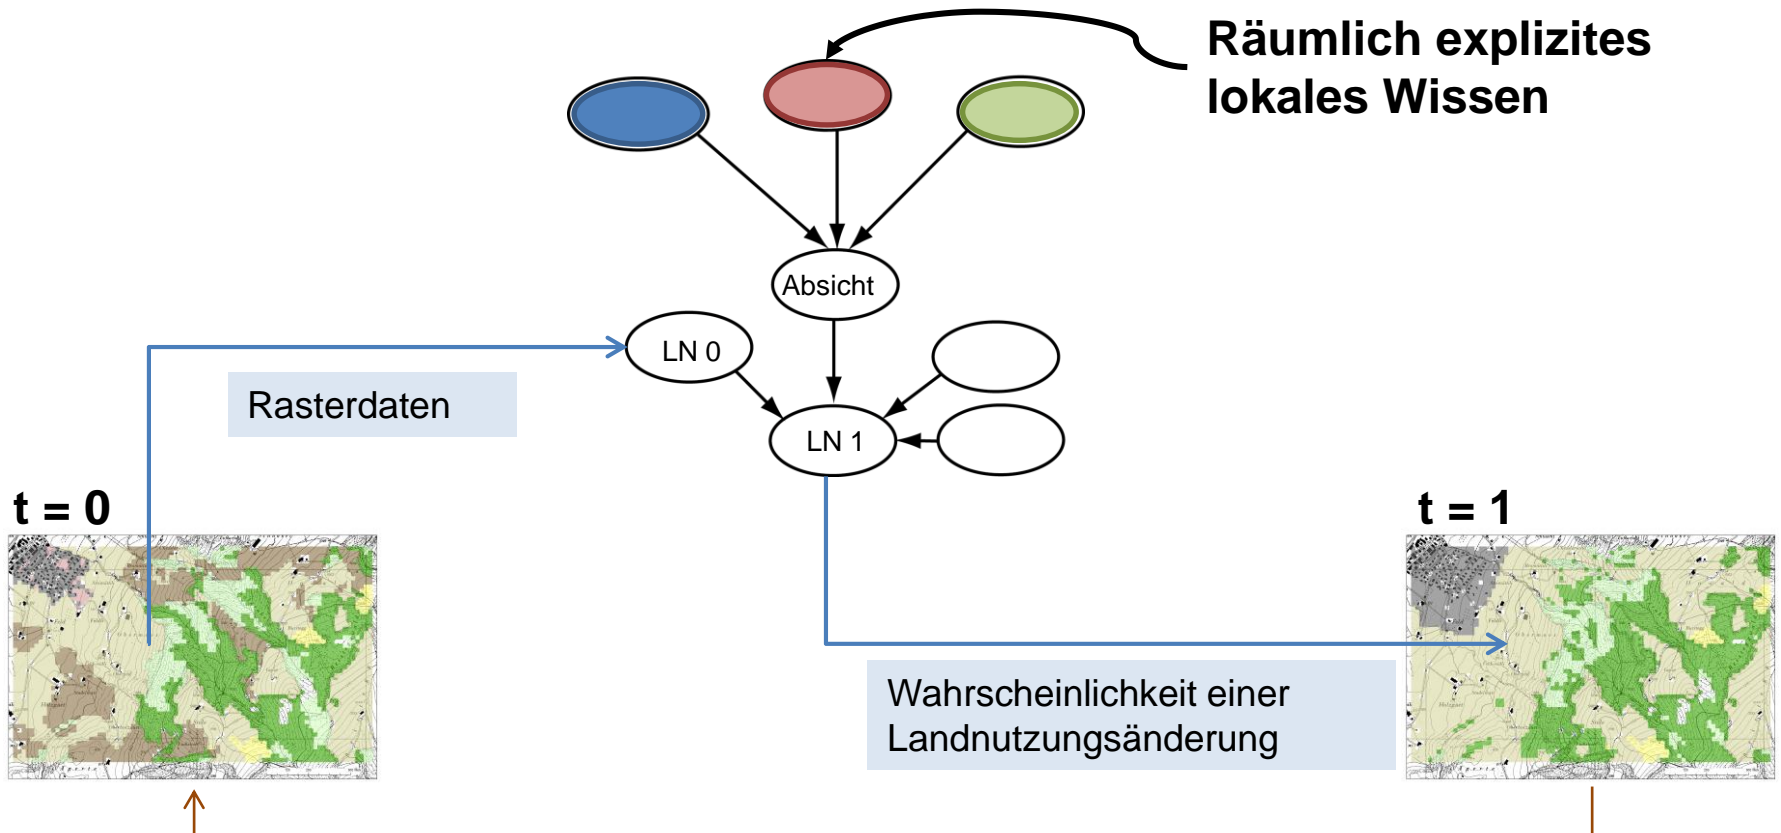 Räumlich explizites
lokales Wissen
Absicht
LN 0
Rasterdaten
LN 1
t = 0
t = 1
Wahrscheinlichkeit einer
Landnutzungsänderung